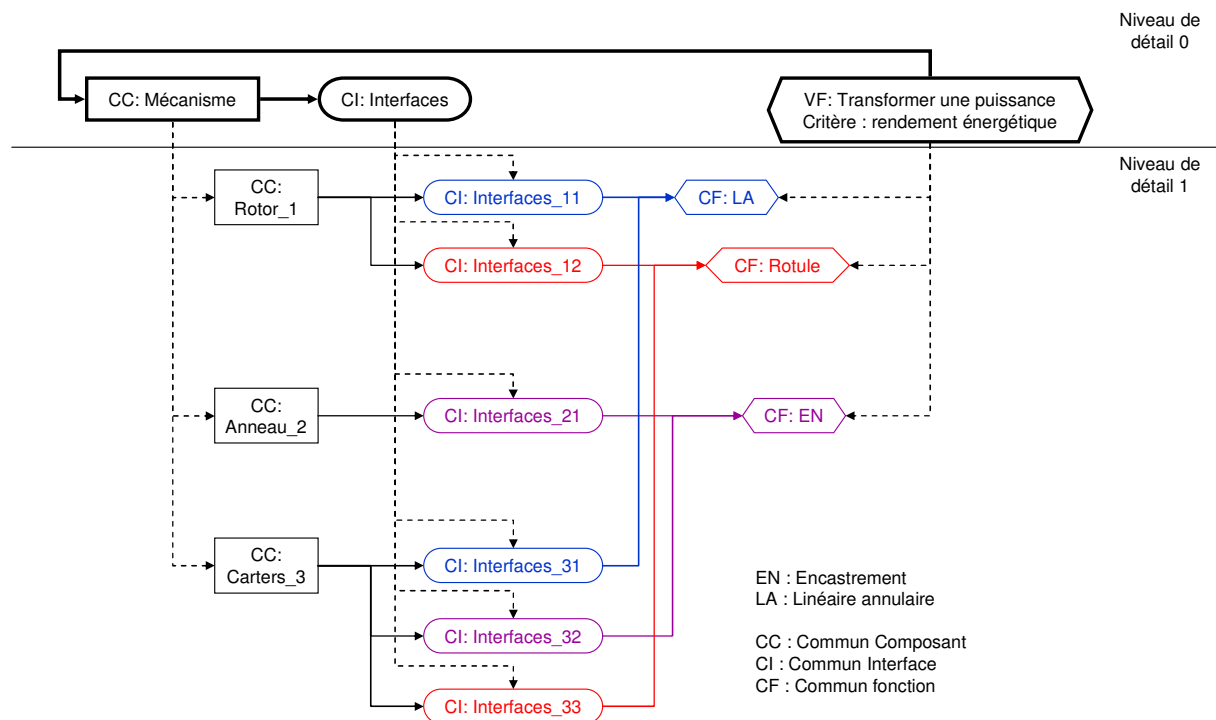 Niveau de
détail 0
CC: Mécanisme
CI: Interfaces
VF: Transformer une puissance
Critère : rendement énergétique
Niveau de
détail 1
CC:
Rotor_1
CI: Interfaces_11
CF: LA
CI: Interfaces_12
CF: Rotule
CC:
Anneau_2
CI: Interfaces_21
CF: EN
CC:
Carters_3
CI: Interfaces_31
CI: Interfaces_32
CI: Interfaces_33
EN : Encastrement
LA : Linéaire annulaire
CC : Commun Composant
CI : Commun Interface
CF : Commun fonction